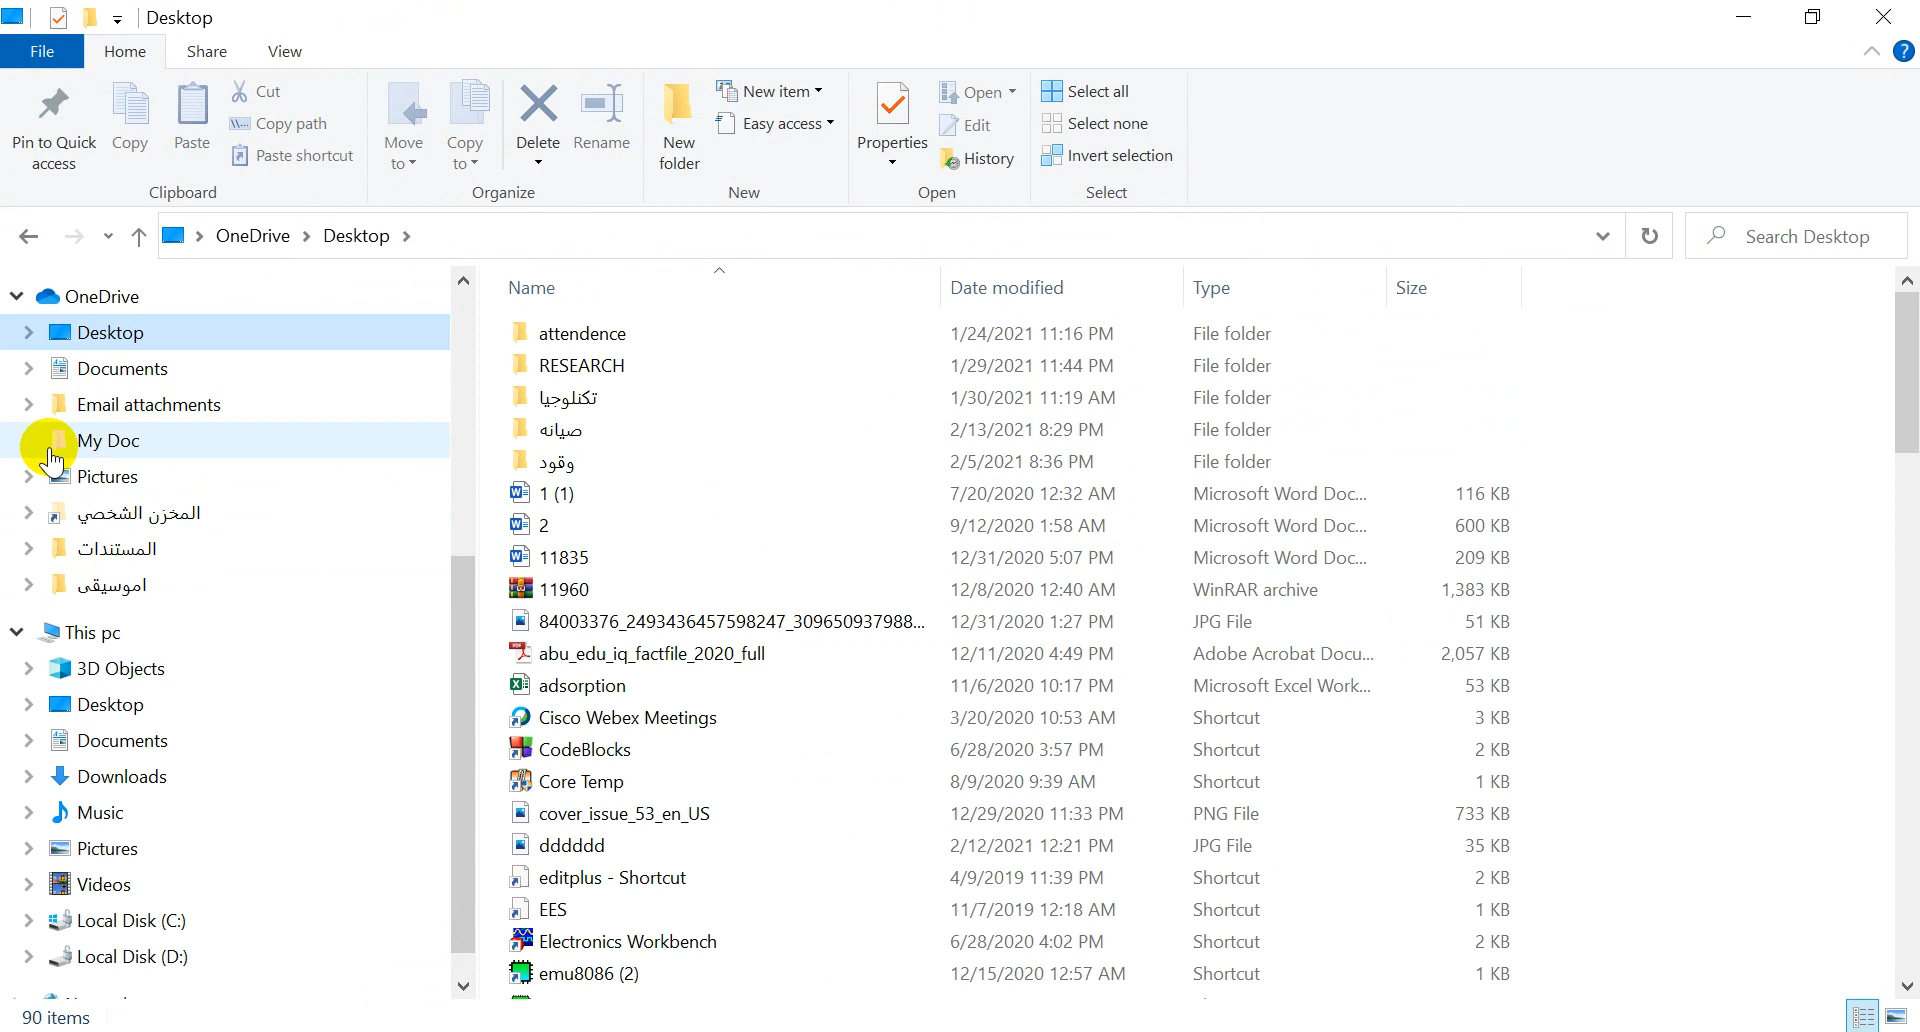 Desktop
File Home Share View
Pin to Quick access
Copy
Paste
Cut
Copy path
Paste shortcut
Clipboard
Move to
Copy to
Delete
Rename
Organize
New folder
New item
Easy access
New
Properties
Open
Edit
History
Open
Select all
Select none
Invert selection
Select
OneDrive > Desktop >
Search Desktop
OneDrive
Desktop
Documents
Email attachments
My Doc
Pictures
المخزن الشخصي
المستندات
اموسيقى
This pc
3D Objects
Desktop
Documents
Downloads
Music
Pictures
Videos
Local Disk (C:)
Local Disk (D:)
Name Date modified Type Size
attendence 1/24/2021 11:16 PM File folder
RESEARCH 1/29/2021 11:44 PM File folder
تكنلوجيا 1/30/2021 11:19 AM File folder
صيانه 2/13/2021 8:29 PM File folder
وقود 2/5/2021 8:36 PM File folder
1 (1) 7/20/2020 12:32 AM Microsoft Word Doc... 116 KB
2 9/12/2020 1:58 AM Microsoft Word Doc... 600 KB
11835 12/31/2020 5:07 PM Microsoft Word Doc... 209 KB
11960 12/8/2020 12:40 AM WinRAR archive 1,383 KB
84003376_2493436457598247_309650937988... 12/31/2020 1:27 PM JPG File 51 KB
abu_edu_iq_factfile_2020_full 12/11/2020 4:49 PM Adobe Acrobat Docu... 2,057 KB
adsorption 11/6/2020 10:17 PM Microsoft Excel Work... 53 KB
Cisco Webex Meetings 3/20/2020 10:53 AM Shortcut 3 KB
CodeBlocks 6/28/2020 3:57 PM Shortcut 2 KB
Core Temp 8/9/2020 9:39 AM Shortcut 1 KB
cover_issue_53_en_US 12/29/2020 11:33 PM PNG File 733 KB
dddddd 2/12/2021 12:21 PM JPG File 35 KB
editplus - Shortcut 4/9/2019 11:39 PM Shortcut 2 KB
EES 11/7/2019 12:18 AM Shortcut 1 KB
Electronics Workbench 6/28/2020 4:02 PM Shortcut 2 KB
emu8086 (2) 12/15/2020 12:57 AM Shortcut 1 KB
90 items